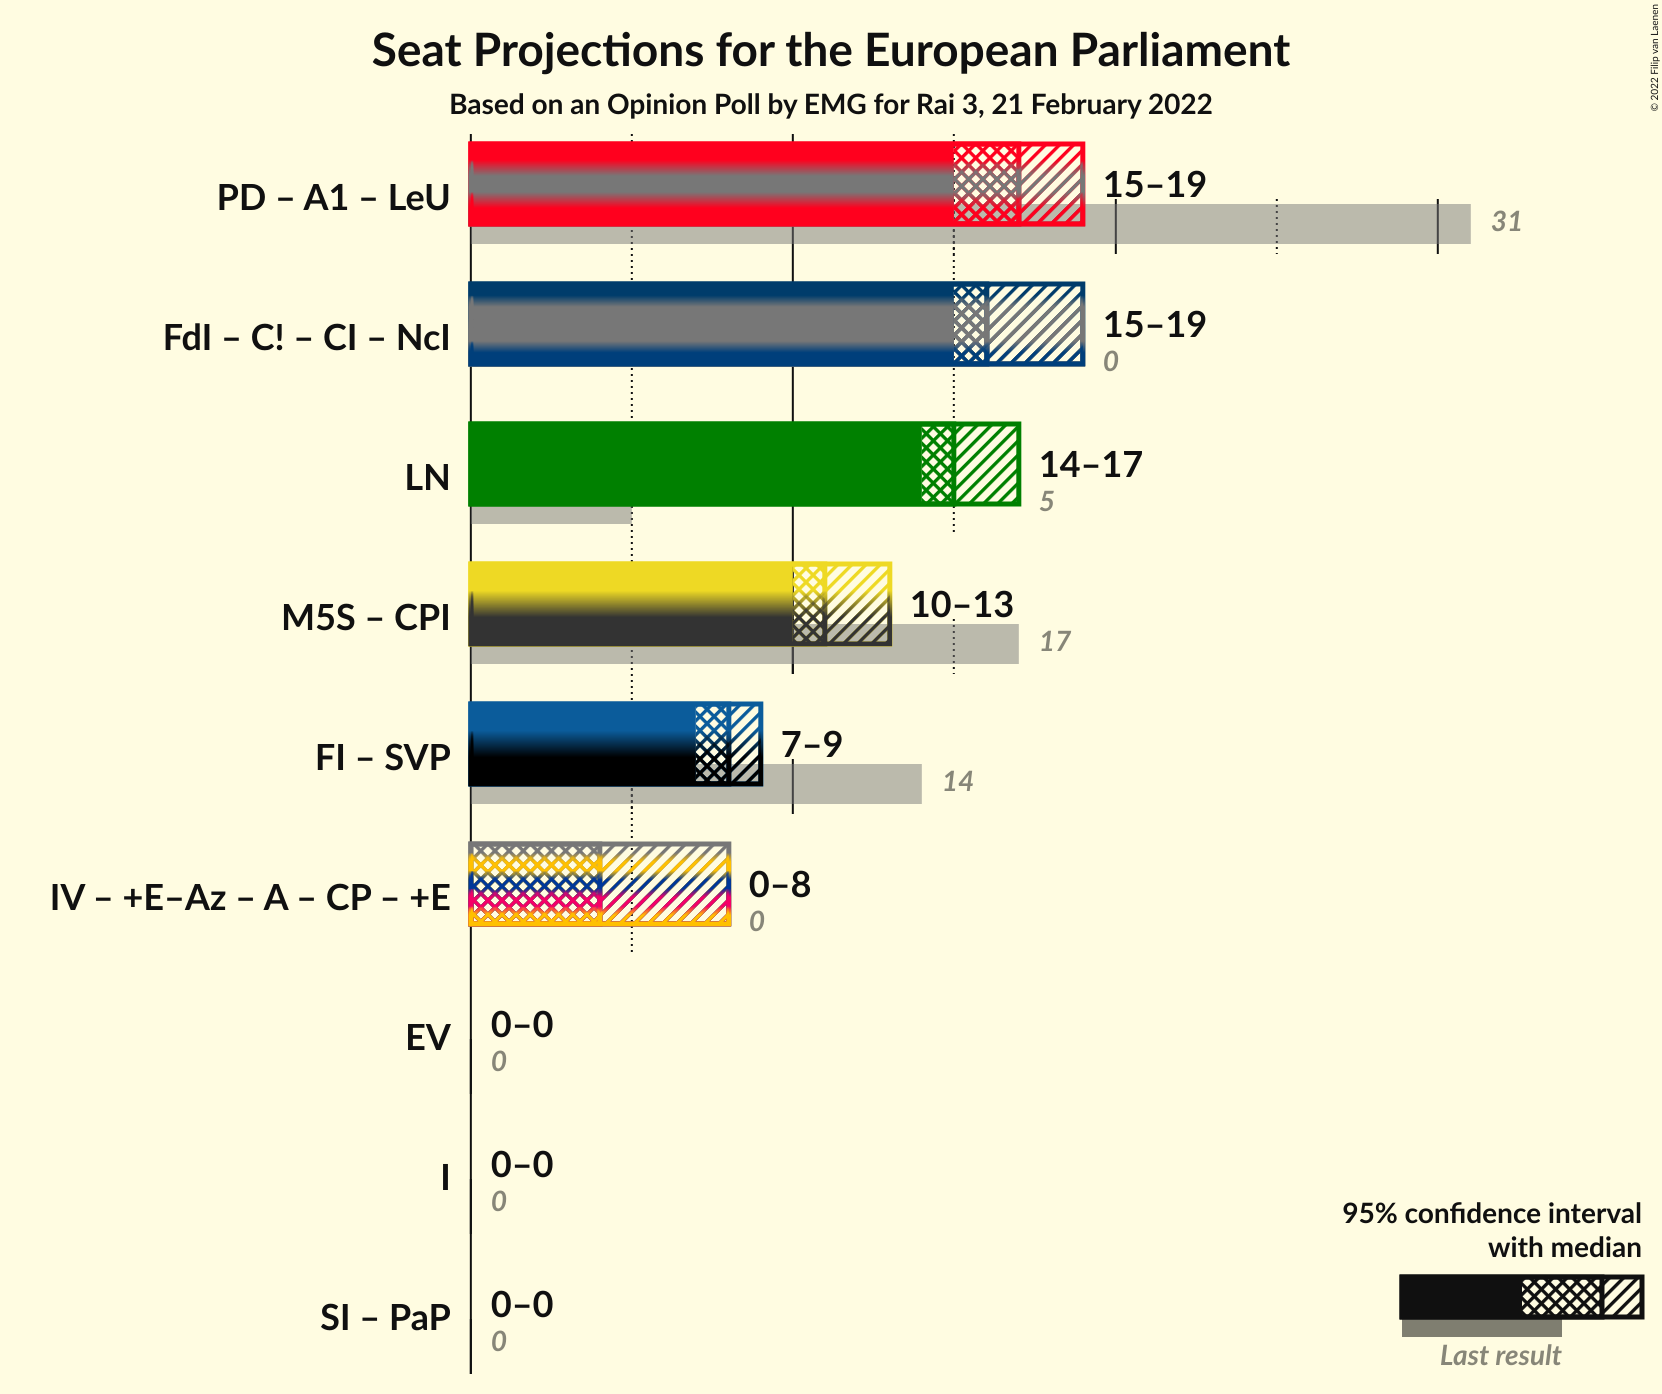 Seat Projections for the European Parliament
Based on an Opinion Poll by EMG for Rai 3, 21 February 2022
© 2022 Filip van Laenen
PD – A1 – LeU
15–19
31
FdI – C! – CI – NcI
15–19
0
LN
14–17
5
M5S – CPI
10–13
17
FI – SVP
7–9
14
IV – +E–Az – A – CP – +E
0–8
0
EV
0–0
0
I
0–0
0
SI – PaP
0–0
0
95% confidence interval
with median
Last result